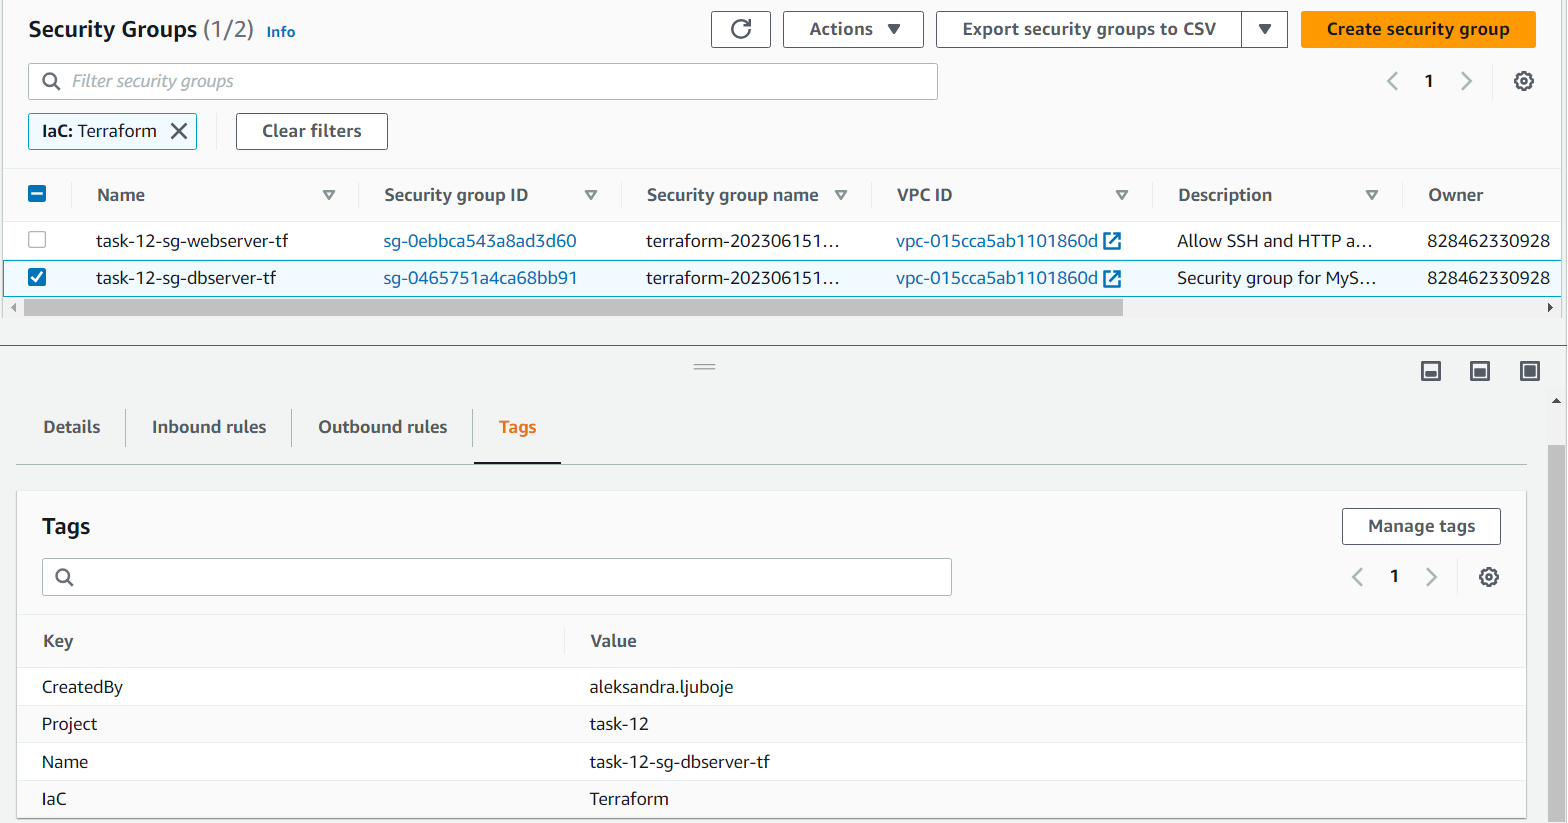 Security Groups (1/2) Info
Actions
Export security groups to CSV
Create security group
Filter security groups
1
IaC: Terraform
Clear filters
Name Security group ID Security group name VPC ID Description Owner
task-12-sg-webserver-tf sg-0ebbca543a8ad3d60 terraform-202306151... vpc-015cca5ab1101860d Allow SSH and HTTP a... 828462330928
task-12-sg-dbserver-tf sg-0465751a4ca68bb91 terraform-202306151... vpc-015cca5ab1101860d Security group for MyS... 828462330928
Details Inbound rules Outbound rules Tags
Tags
Manage tags
1
Key Value
CreatedBy aleksandra.ljuboje
Project task-12
Name task-12-sg-dbserver-tf
IaC Terraform